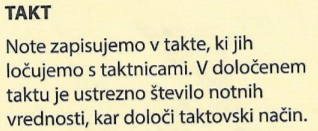 TAKT
Note zapisujemo v takte, ki jih
ločujemo s taktnicami. V določenem
taktu je ustrezno število notnih
vrednosti, kar določi taktovski način.